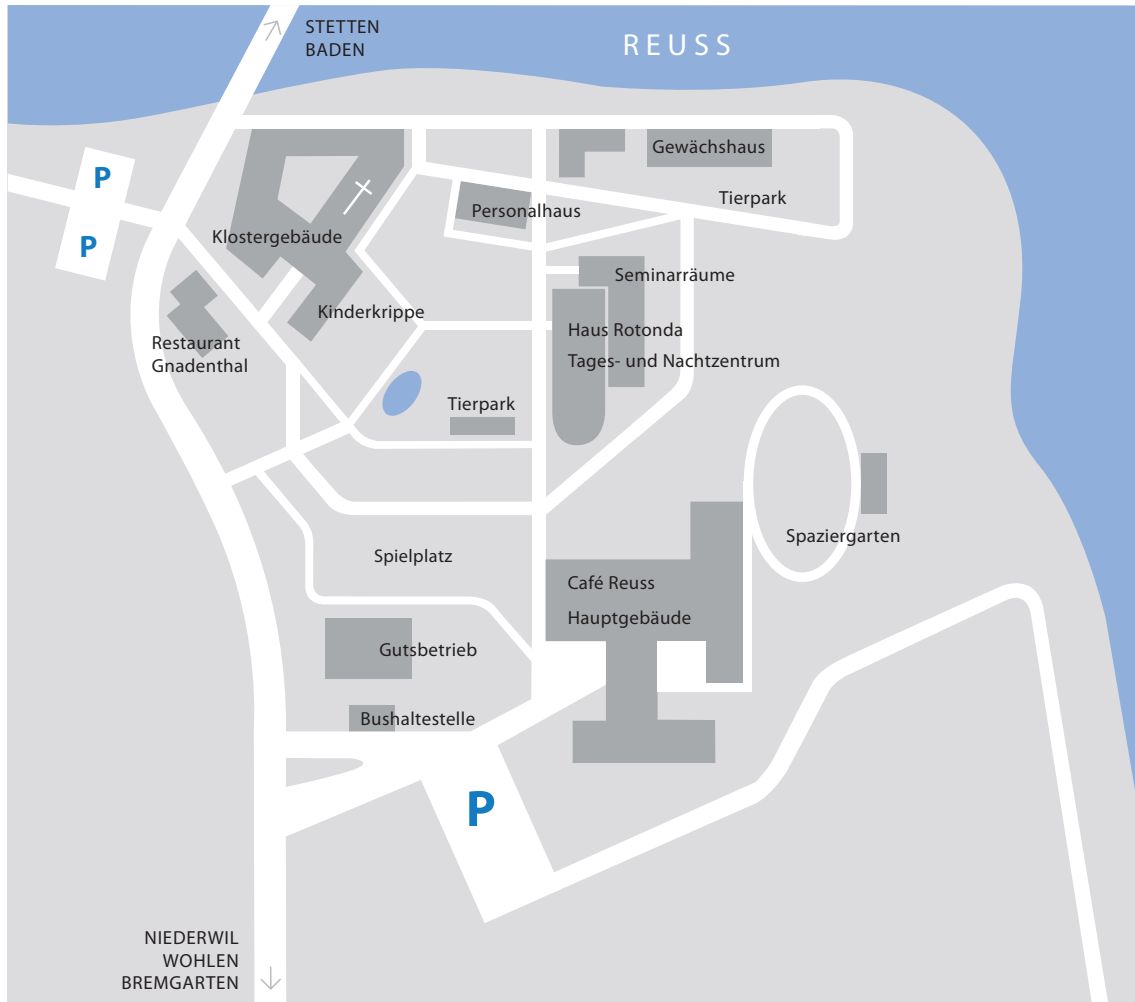 STETTEN
BADEN
REUSS
Gewächshaus
P
Tierpark
Personalhaus
Klostergebäude
P
Seminarräume
Kinderkrippe
Haus Rotonda
Restaurant
Gnadenthal
Tages- und Nachtzentrum
Tierpark
Spaziergarten
Spielplatz
Café Reuss
Hauptgebäude
Gutsbetrieb
Bushaltestelle
P
NIEDERWIL
WOHLEN
BREMGARTEN